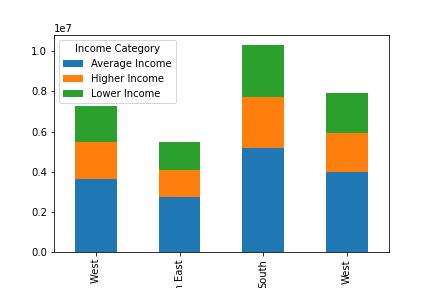 1e7
Income Category
Average Income
Higher Income
Lower Income
1.0
0.8
0.6
0.4
0.2
0.0
West
East
South
West